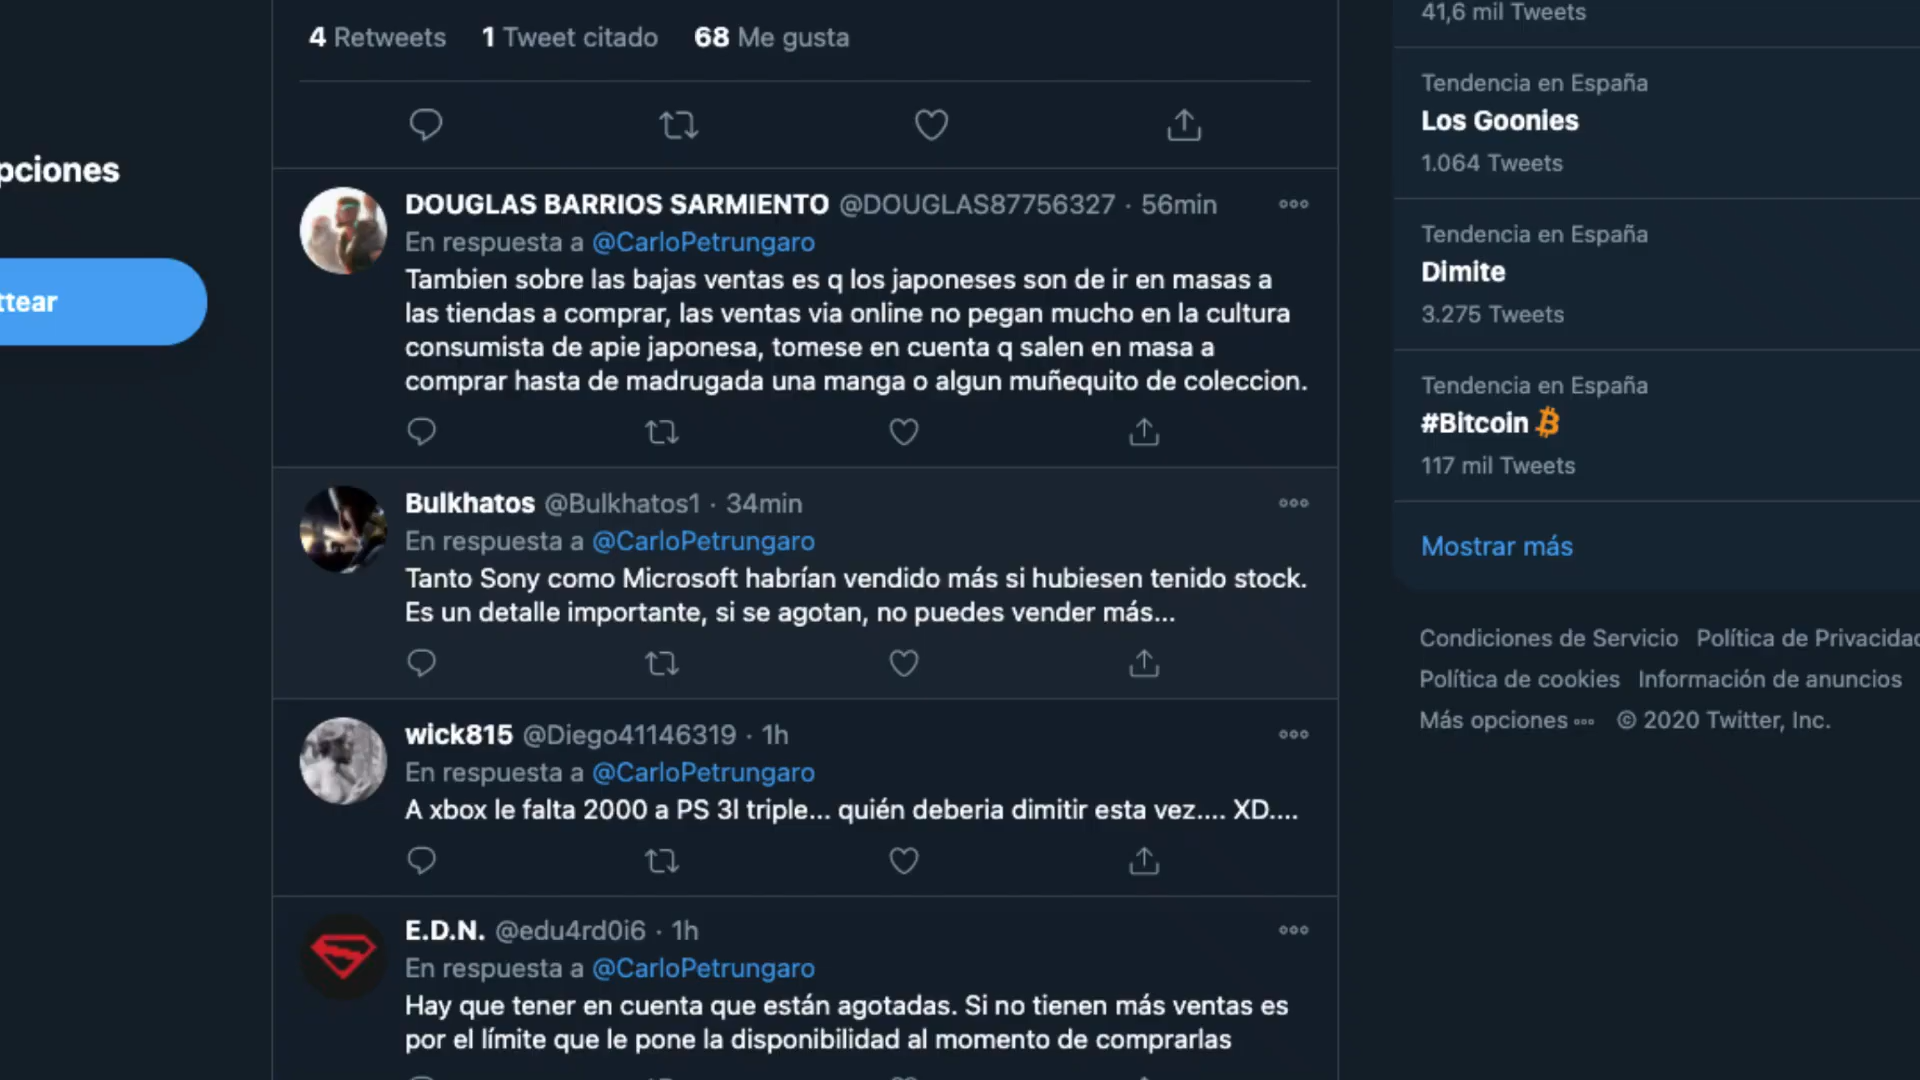 4 Retweets 1 Tweet citado 68 Me gusta
DOUGLAS BARRIOS SARMIENTO @DOUGLAS87756327 · 56min
En respuesta a @CarloPetrungaro
Tambien sobre las bajas ventas es q los japoneses son de ir en masas a
las tiendas a comprar, las ventas via online no pegan mucho en la cultura
consumista de apie japonesa, tomese en cuenta q salen en masa a
comprar hasta de madrugada una manga o algun muñequito de coleccion.
Bulkhatos @Bulkhatos1 · 34min
En respuesta a @CarloPetrungaro
Tanto Sony como Microsoft habrían vendido más si hubiesen tenido stock.
Es un detalle importante, si se agotan, no puedes vender más...
wick815 @Diego41146319 · 1h
En respuesta a @CarloPetrungaro
A xbox le falta 2000 a PS 3l triple... quién deberia dimitir esta vez.... XD....
E.D.N. @edu4rd0i6 · 1h
En respuesta a @CarloPetrungaro
Hay que tener en cuenta que están agotadas. Si no tienen más ventas es
por el límite que le pone la disponibilidad al momento de comprarlas
pciones
ttear
41,6 mil Tweets
Tendencia en España
Los Goonies
1.064 Tweets
Tendencia en España
Dimite
3.275 Tweets
Tendencia en España
#Bitcoin
117 mil Tweets
Mostrar más
Condiciones de Servicio Política de Privacidad
Política de cookies Información de anuncios
Más opciones © 2020 Twitter, Inc.